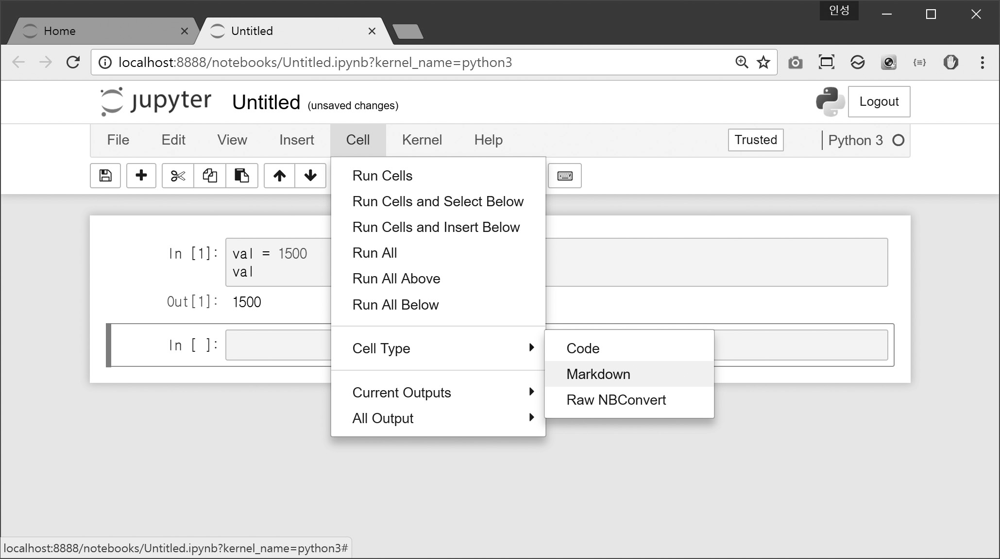 인성
Home
Untitled
localhost:8888/notebooks/Untitled.ipynb?kernel_name=python3
jupyter Untitled (unsaved changes)
Logout
File Edit View Insert Cell Kernel Help
Trusted
Python 3
Run Cells
Run Cells and Select Below
Run Cells and Insert Below
Run All
Run All Above
Run All Below
Cell Type
Current Outputs
All Output
Code
Markdown
Raw NBConvert
In [1]: val = 1500
val
Out[1]: 1500
In [ ]:
localhost:8888/notebooks/Untitled.ipynb?kernel_name=python3#